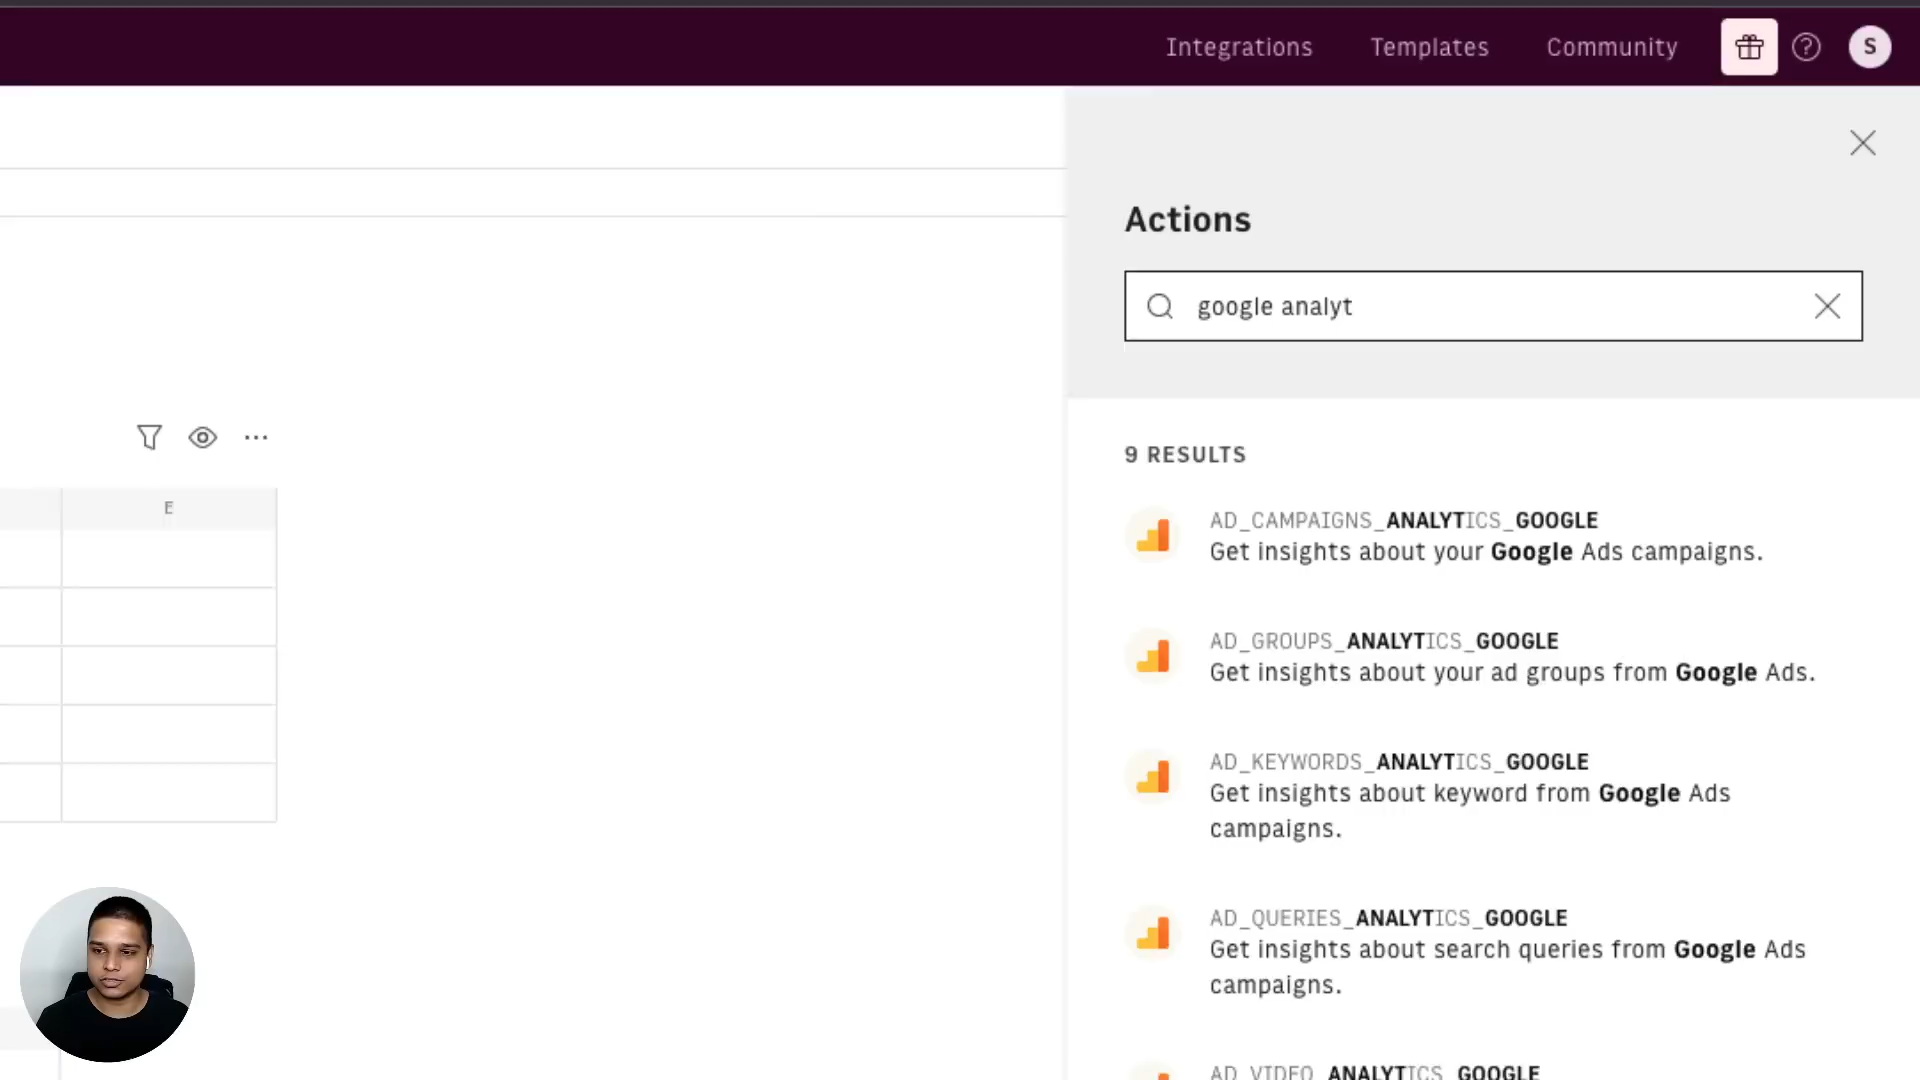 Integrations Templates Community S
Actions
google analyt
9 RESULTS
E
AD_CAMPAIGNS_ANALYTICS_GOOGLE
Get insights about your Google Ads campaigns.
AD_GROUPS_ANALYTICS_GOOGLE
Get insights about your ad groups from Google Ads.
AD_KEYWORDS_ANALYTICS_GOOGLE
Get insights about keyword from Google Ads
campaigns.
AD_QUERIES_ANALYTICS_GOOGLE
Get insights about search queries from Google Ads
campaigns.
AD_VIDEO_ANALYTICS_GOOGLE